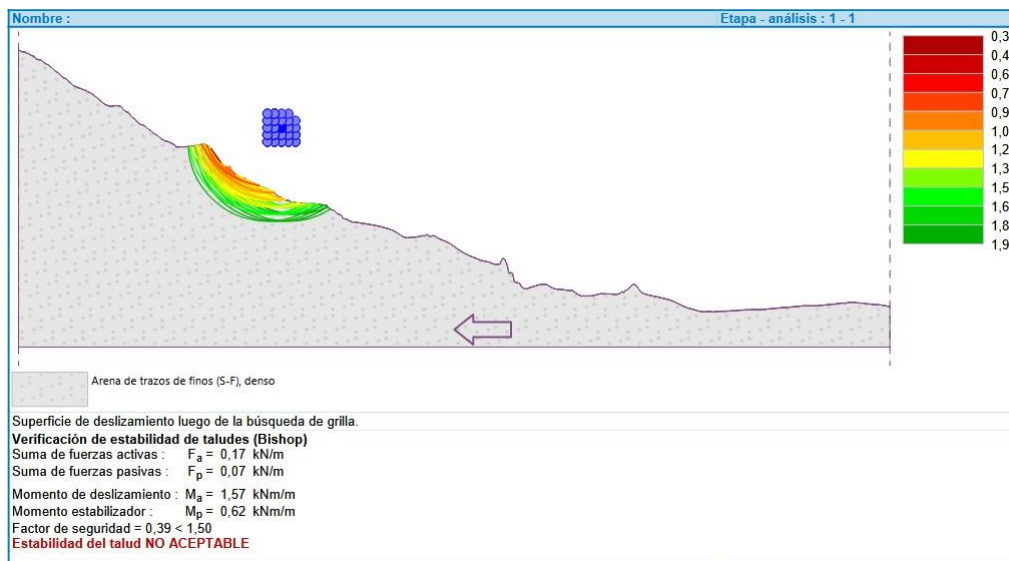 Nombre :
Etapa - análisis : 1 - 1
0,3
0,4
0,6
0,7
0,9
1,0
1,2
1,3
1,5
1,6
1,8
1,9
Arena de trazos de finos (S-F), denso
Superficie de deslizamiento luego de la búsqueda de grilla.
Verificación de estabilidad de taludes (Bishop)
Suma de fuerzas activas : Fa = 0,17 kN/m
Suma de fuerzas pasivas : Fp = 0,07 kN/m
Momento de deslizamiento : Ma = 1,57 kNm/m
Momento estabilizador : Mp = 0,62 kNm/m
Factor de seguridad = 0,39 < 1,50
Estabilidad del talud NO ACEPTABLE